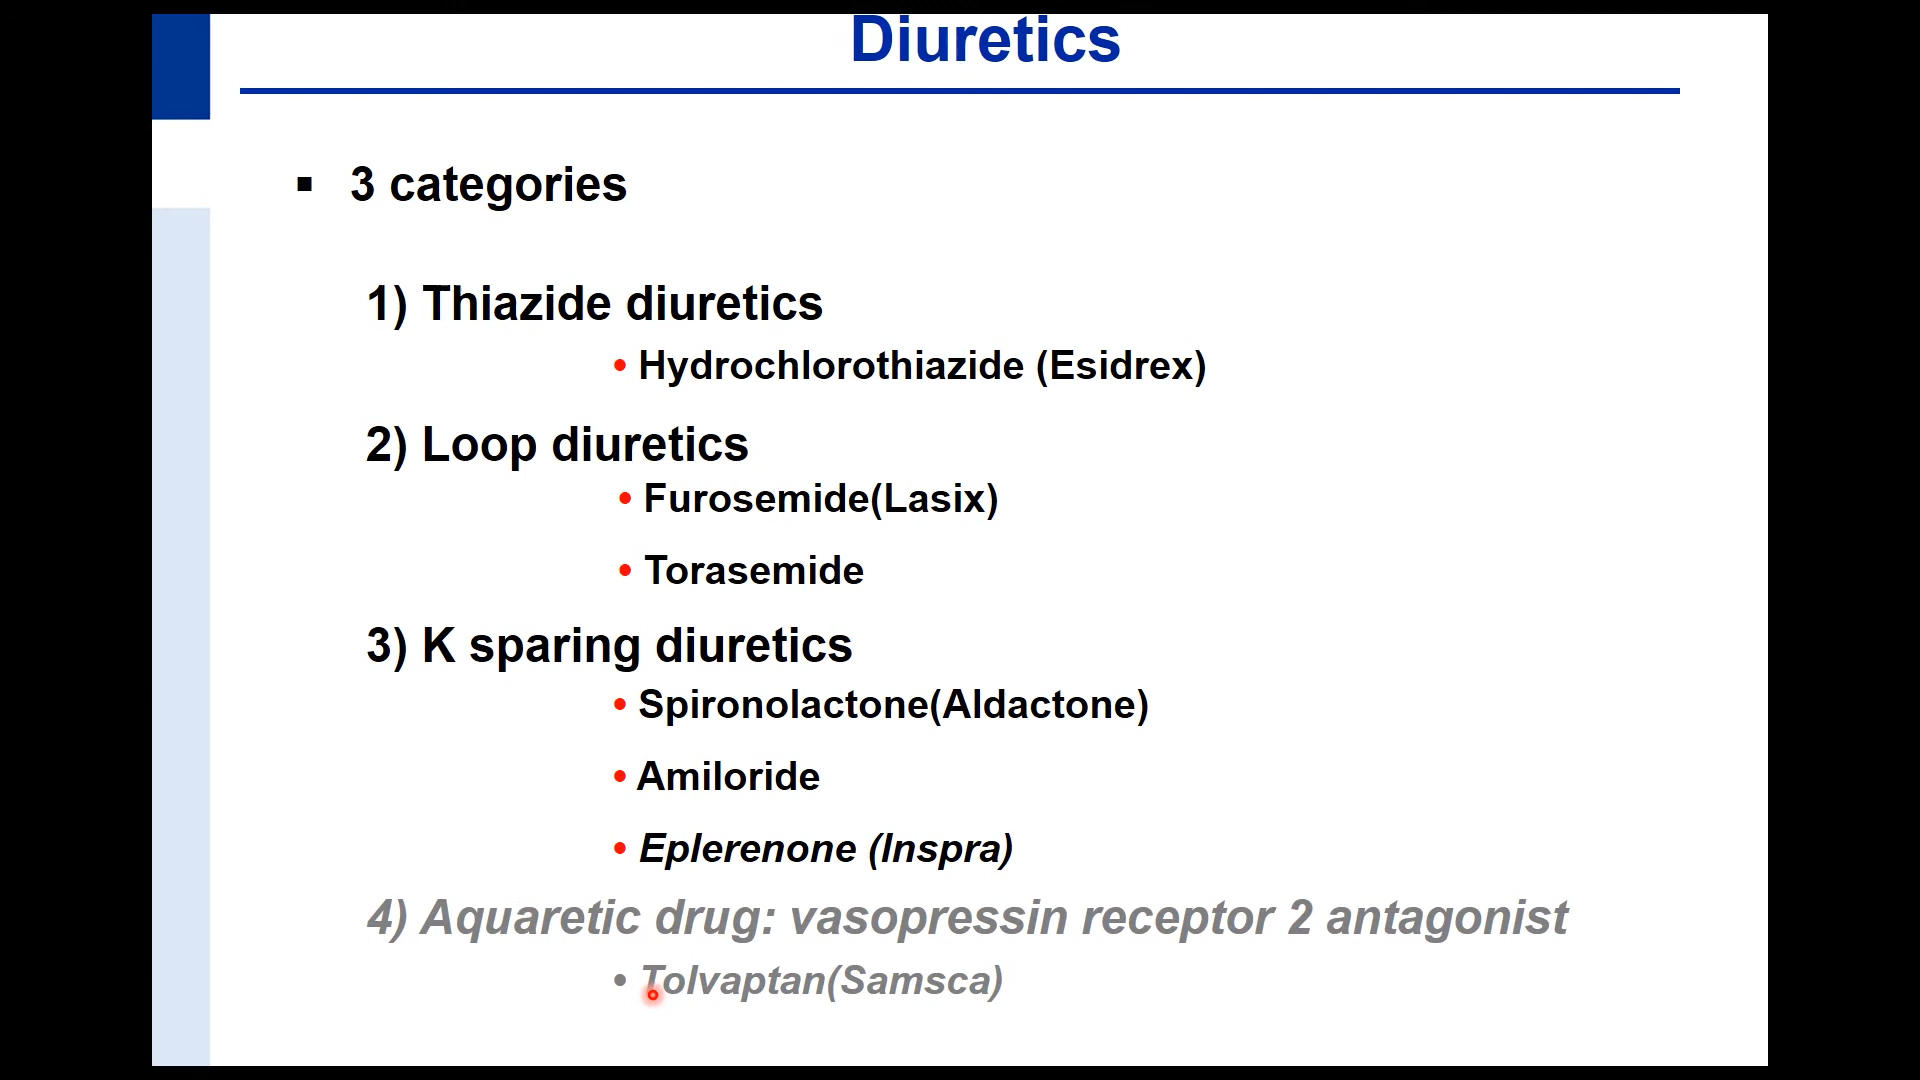 Diuretics
▪ 3 categories
1) Thiazide diuretics
• Hydrochlorothiazide (Esidrex)
2) Loop diuretics
• Furosemide(Lasix)
• Torasemide
3) K sparing diuretics
• Spironolactone(Aldactone)
• Amiloride
• Eplerenone (Inspra)
4) Aquaretic drug: vasopressin receptor 2 antagonist
• Tolvaptan(Samsca)